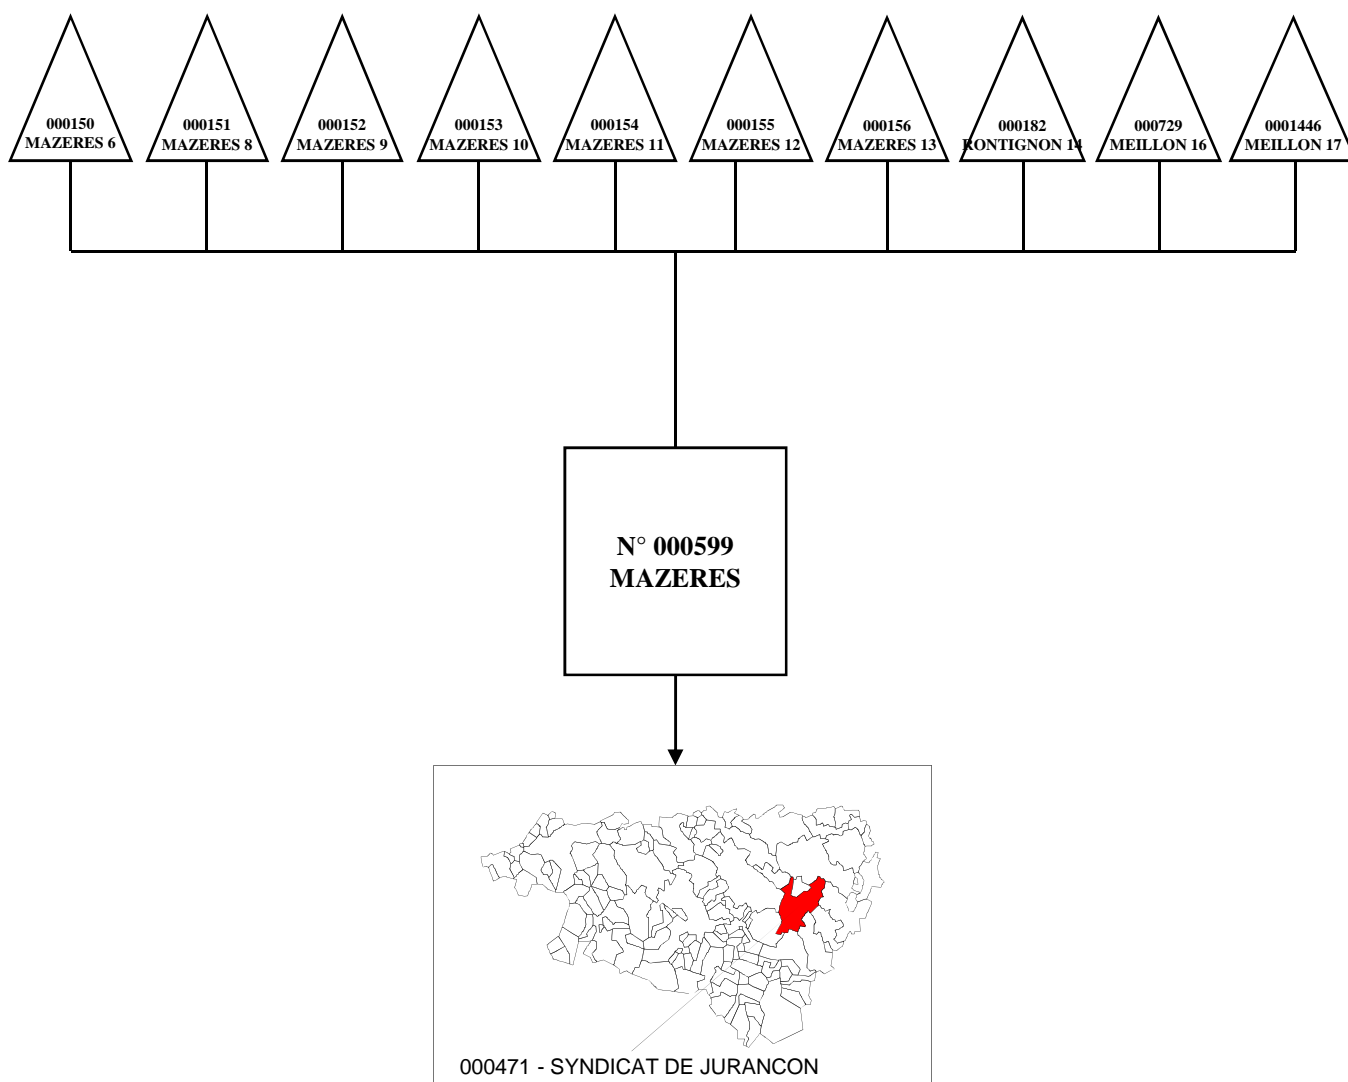 000150
MAZERES 6
000151
MAZERES 8
000152
MAZERES 9
000153
MAZERES 10
000154
MAZERES 11
000155
MAZERES 12
000156
MAZERES 13
000182
RONTIGNON 14
000729
MEILLON 16
0001446
MEILLON 17
N° 000599
MAZERES
000471 - SYNDICAT DE JURANCON